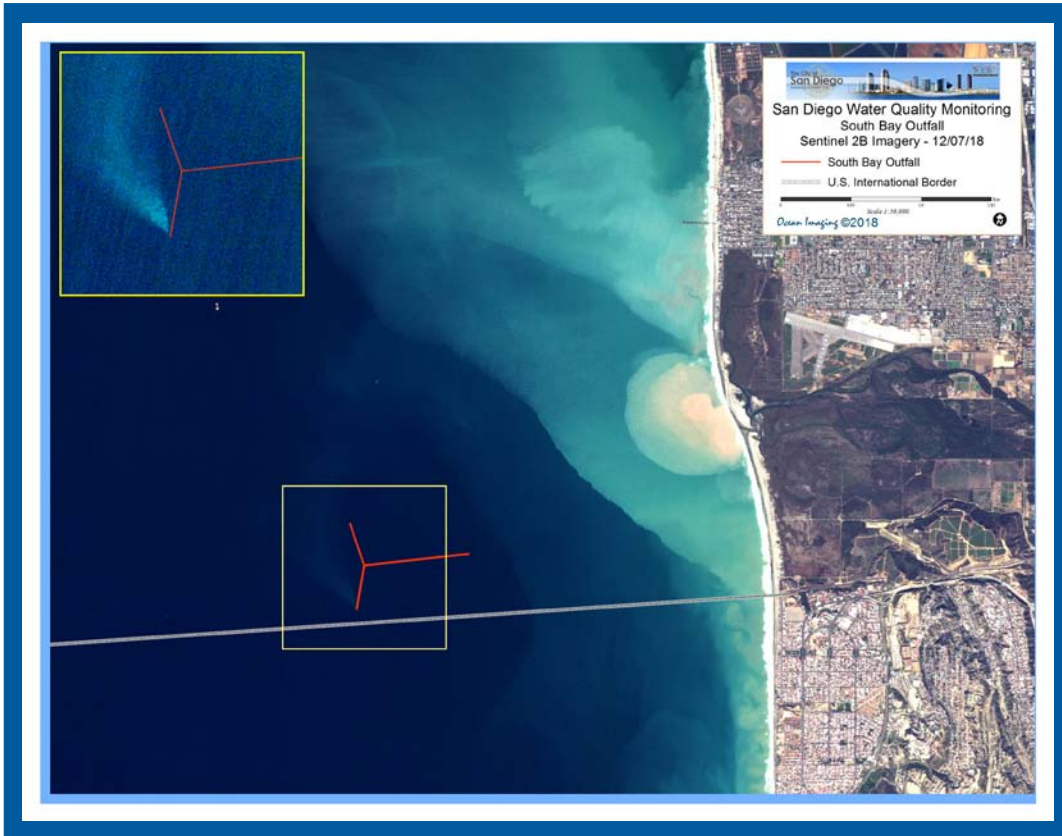 The City of
San Diego
San Diego Water Quality Monitoring
South Bay Outfall
Sentinel 2B Imagery - 12/07/18
South Bay Outfall
U.S. International Border
Scale 1:50,000
Ocean Imaging ©2018